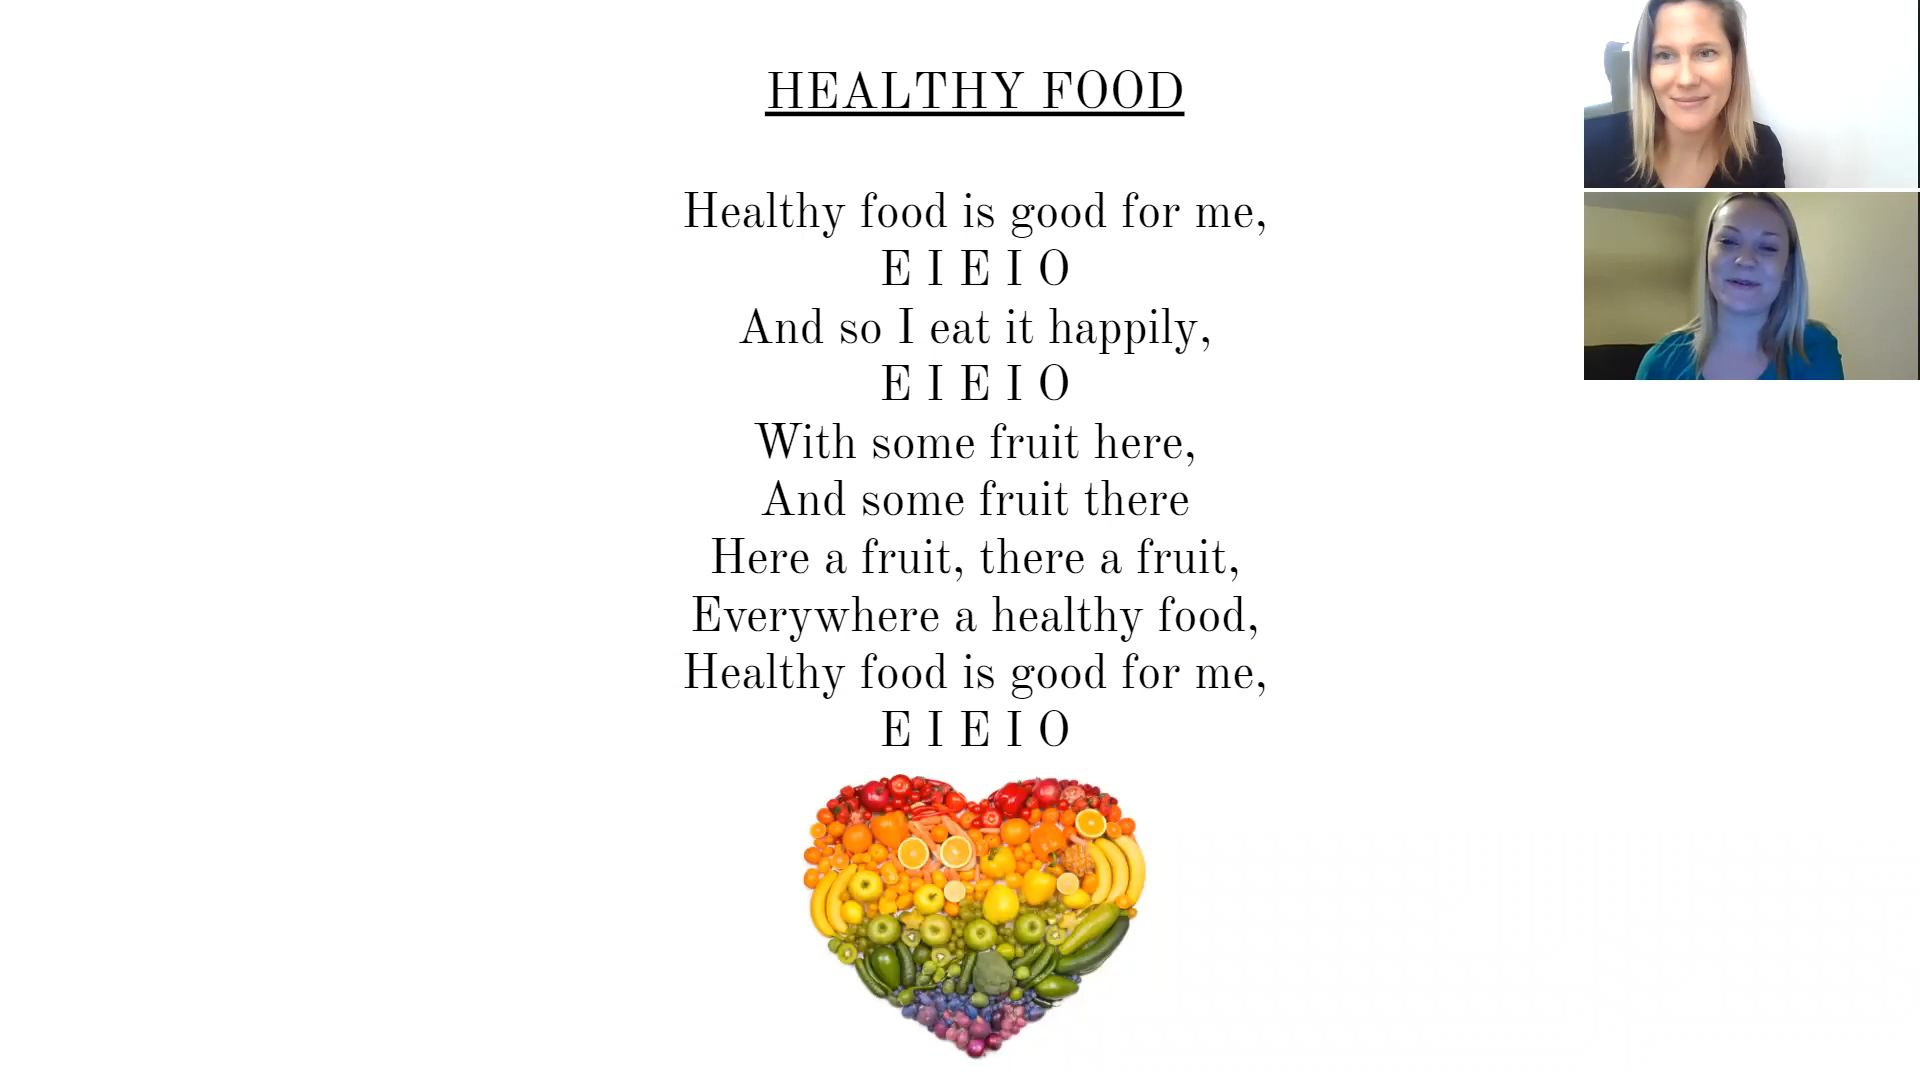 HEALTHY FOOD
Healthy food is good for me,
E I E I O
And so I eat it happily,
E I E I O
With some fruit here,
And some fruit there
Here a fruit, there a fruit,
Everywhere a healthy food,
Healthy food is good for me,
E I E I O